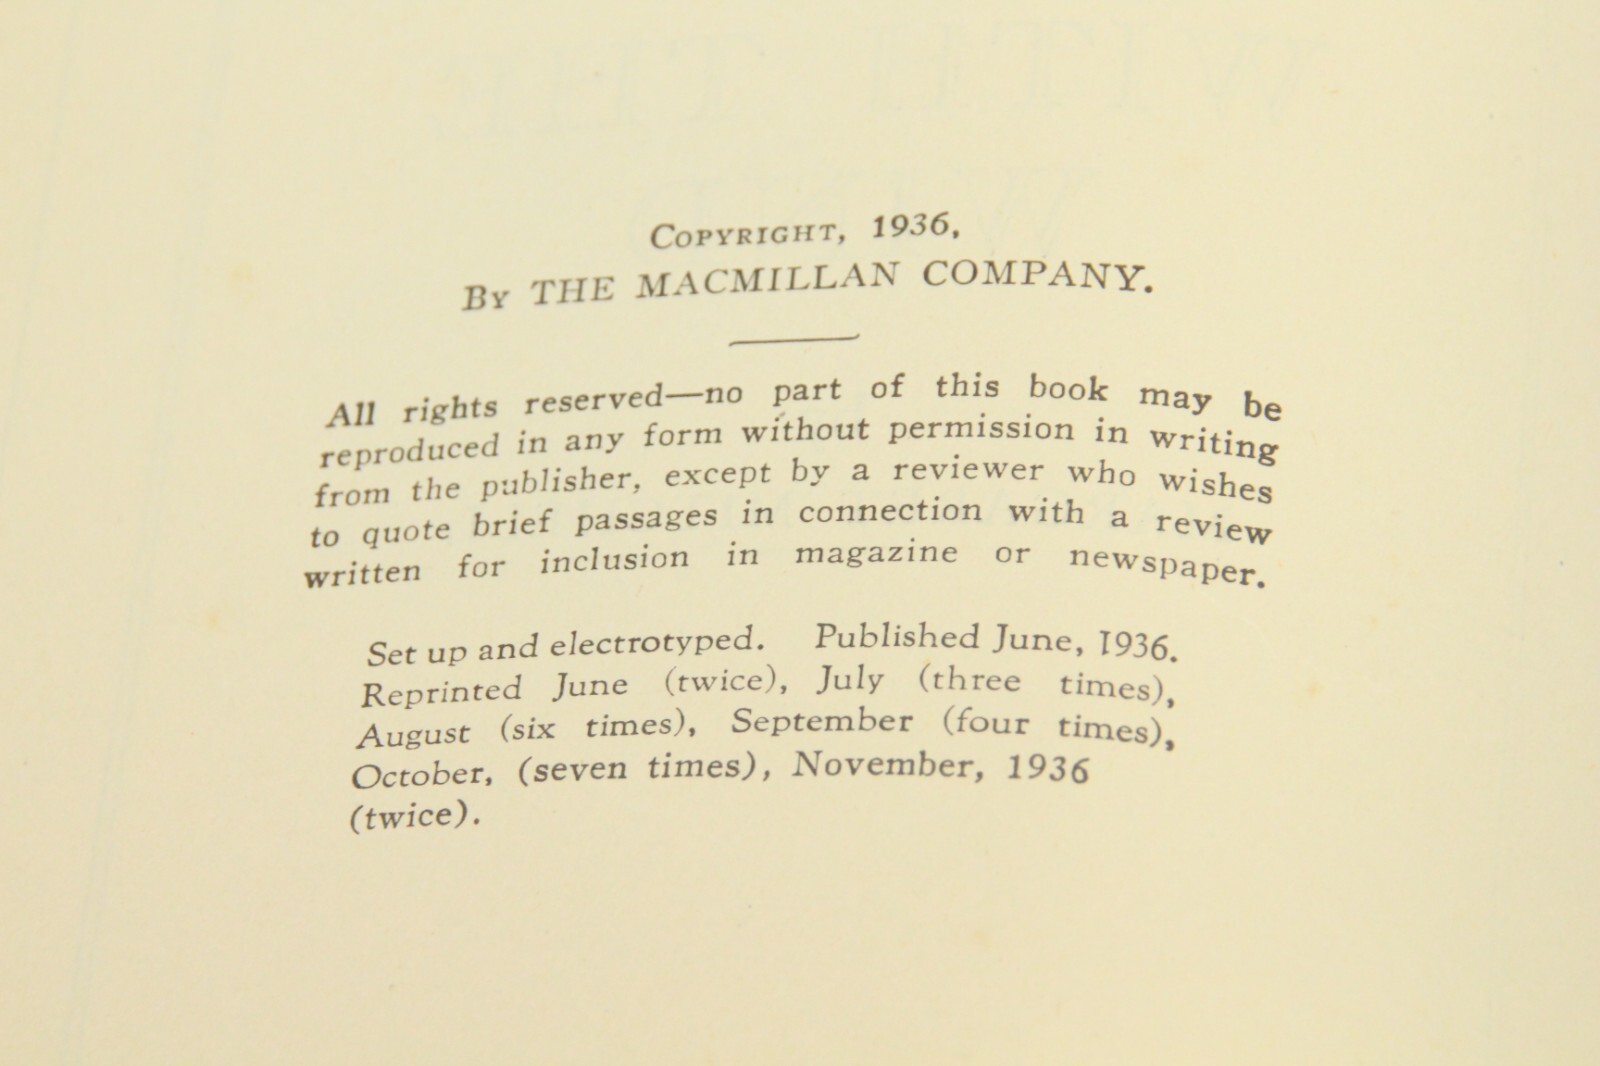 COPYRIGHT, 1936,
BY THE MACMILLAN COMPANY.
All rights reserved—no part of this book may be
reproduced in any form without permission in writing
from the publisher, except by a reviewer who wishes
to quote brief passages in connection with a review
written for inclusion in magazine or newspaper.
Set up and electrotyped. Published June, 1936.
Reprinted June (twice), July (three times),
August (six times), September (four times),
October, (seven times), November, 1936
(twice).